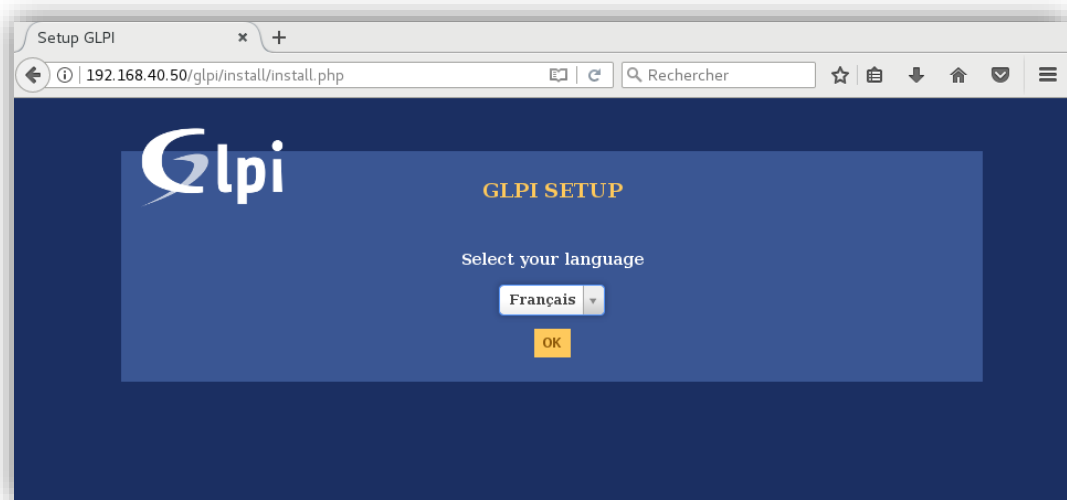 Setup GLPI
192.168.40.50/glpi/install/install.php
Rechercher
Glpi
GLPI SETUP
Select your language
Français
OK